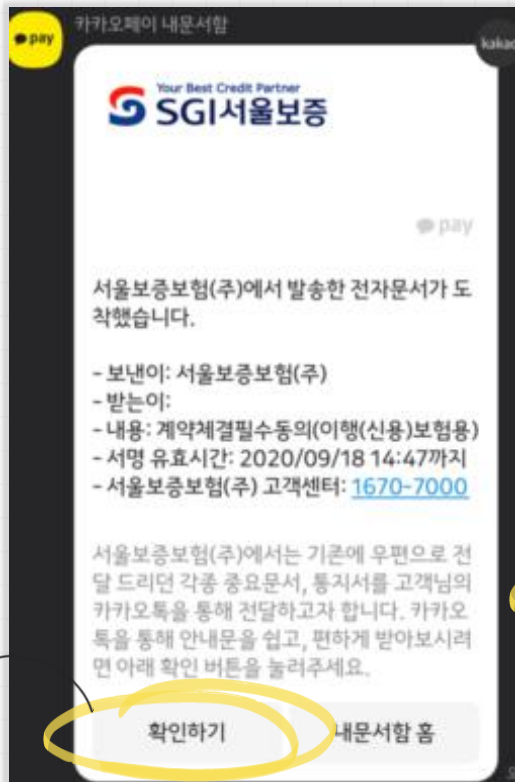 pay
카카오페이 내문서함
kakao
Your Best Credit Partner
SGI서울보증
pay
서울보증보험(주)에서 발송한 전자문서가 도
착했습니다.
- 보낸이: 서울보증보험(주)
- 받는이:
- 내용: 계약체결필수동의(이행(신용)보험용)
- 서명 유효시간: 2020/09/18 14:47까지
- 서울보증보험(주) 고객센터: 1670-7000
서울보증보험(주)에서는 기존에 우편으로 전
달 드리던 각종 중요문서, 통지서를 고객님의
카카오톡을 통해 전달하고자 합니다. 카카오
톡을 통해 안내문을 쉽고, 편하게 받아보시려
면 아래 확인 버튼을 눌러주세요.
확인하기
내문서함 홈